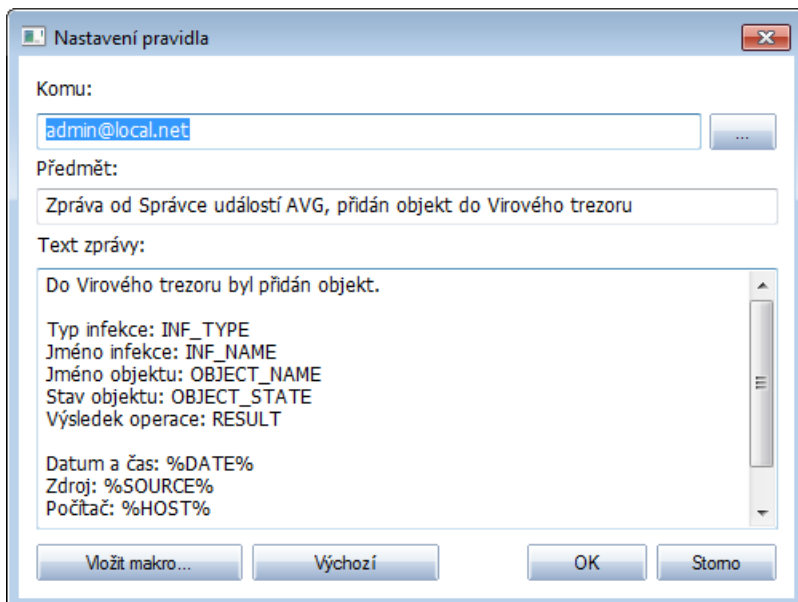 Nastavení pravidla
Komu:
admin@local.net
...
Předmět:
Zpráva od Správce událostí AVG, přidán objekt do Virového trezoru
Text zprávy:
Do Virového trezoru byl přidán objekt.
Typ infekce: INF_TYPE
Jméno infekce: INF_NAME
Jméno objektu: OBJECT_NAME
Stav objektu: OBJECT_STATE
Výsledek operace: RESULT
Datum a čas: %DATE%
Zdroj: %SOURCE%
Počítač: %HOST%
Vložit makro... Výchozí OK Storno